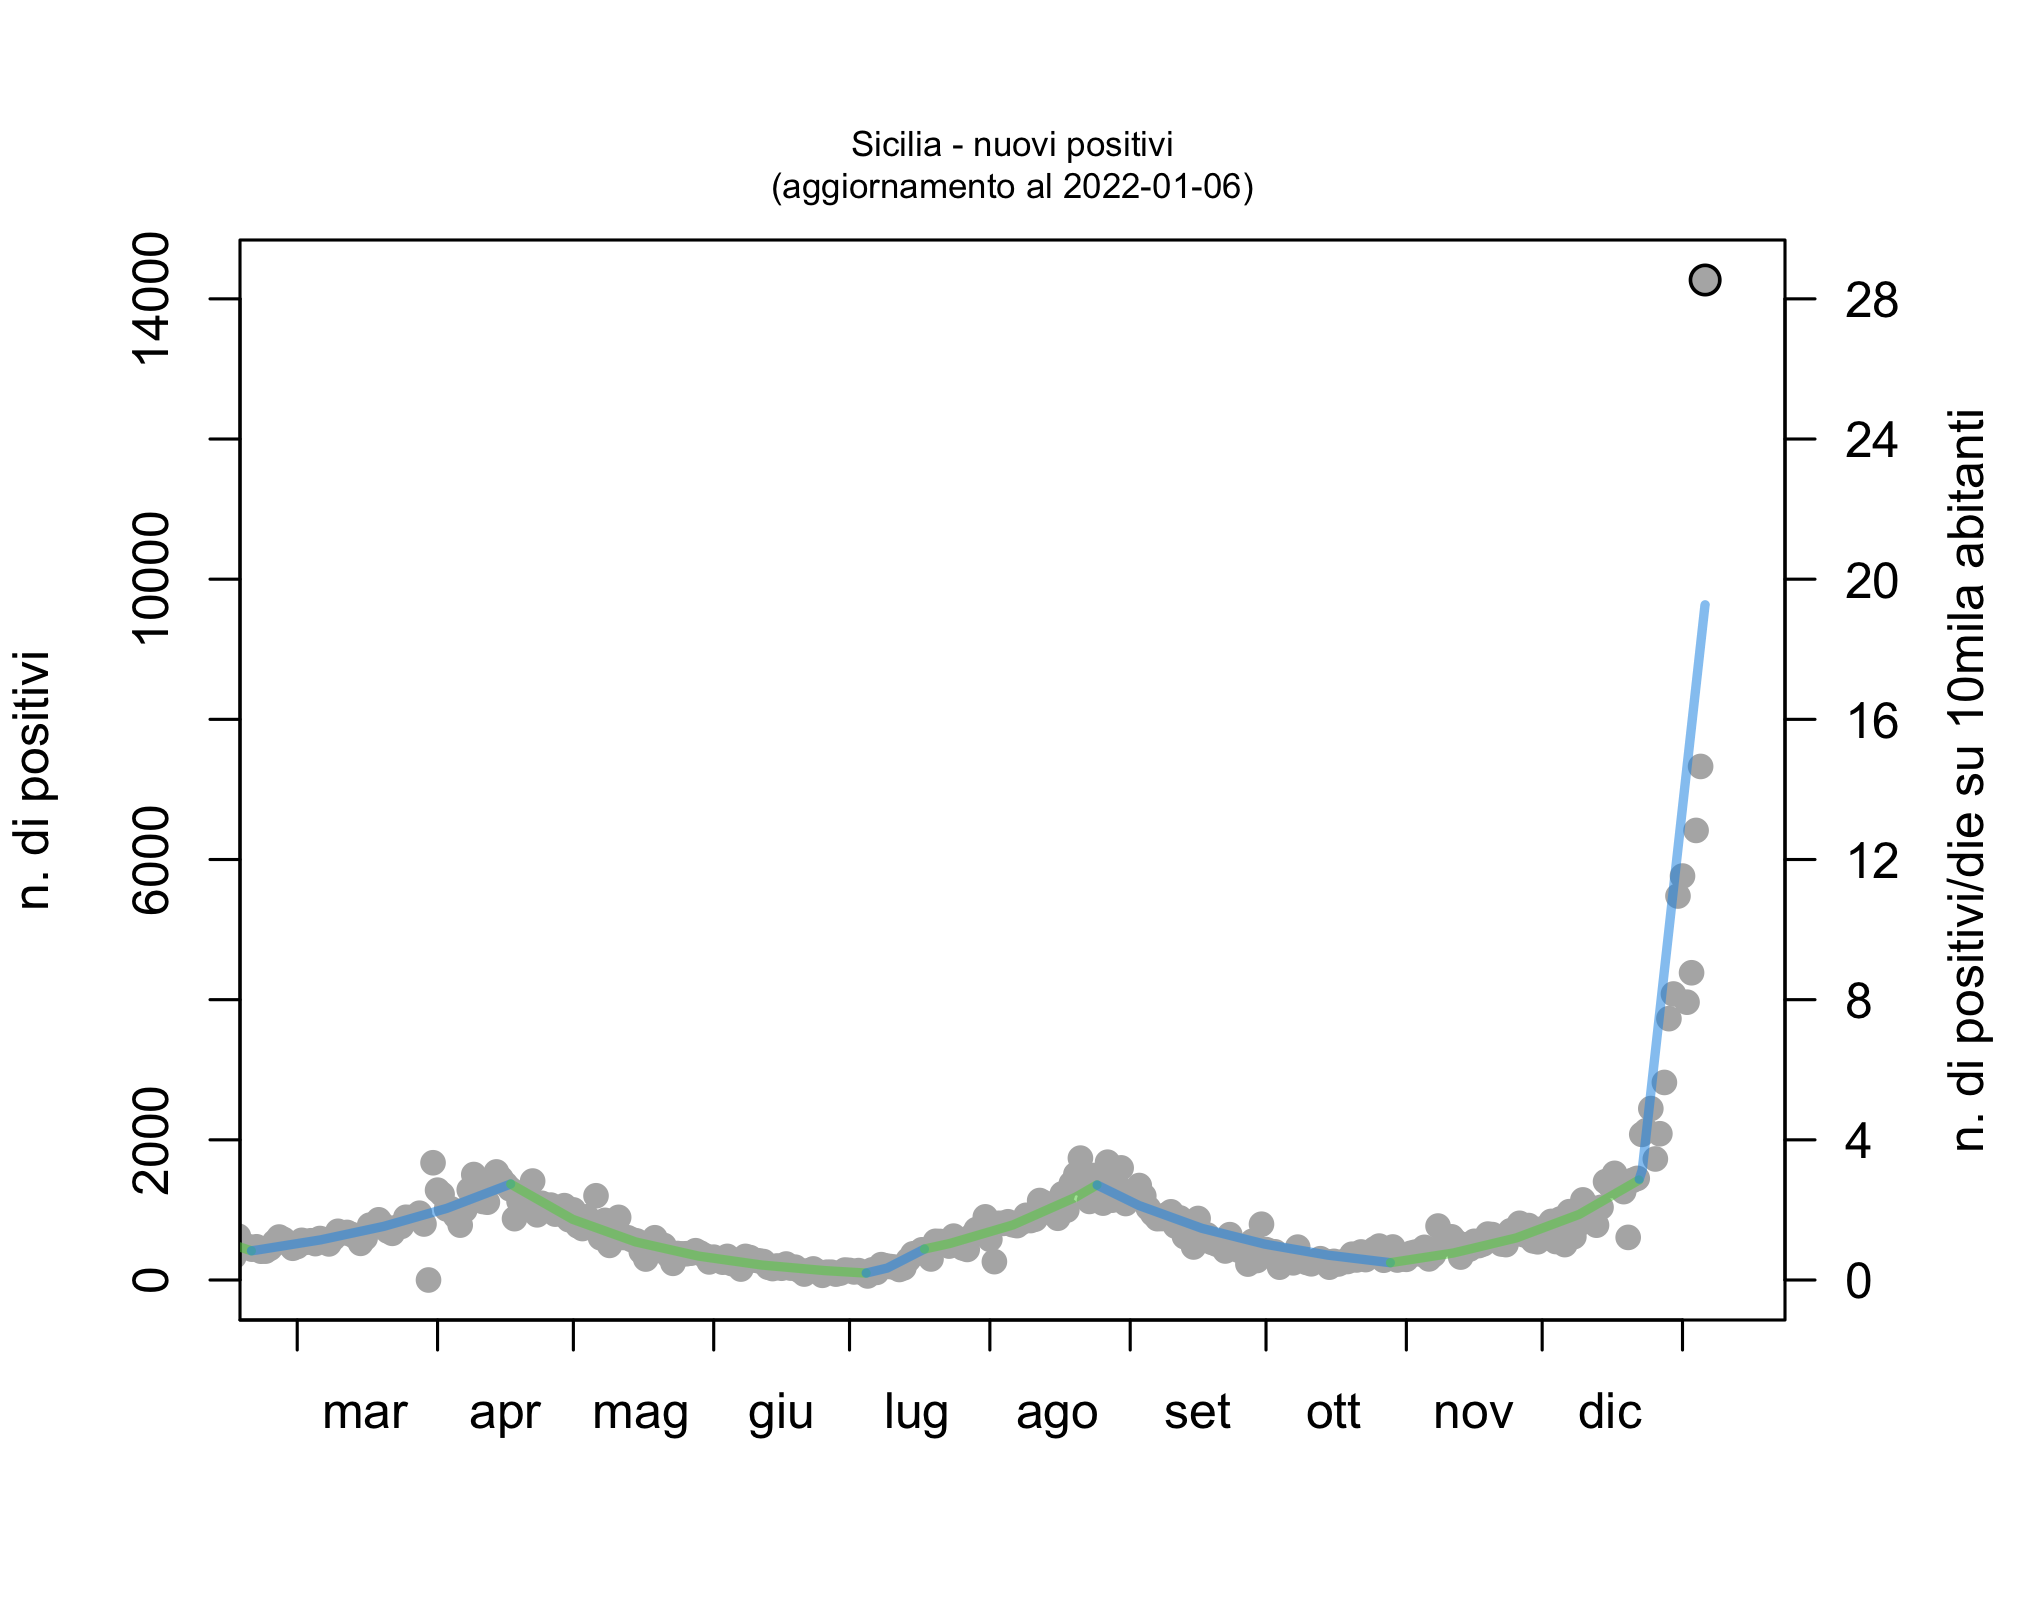 Sicilia - nuovi positivi
(aggiornamento al 2022-01-06)
n. di positivi
14000
10000
6000
2000
0
28
24
20
16
12
8
4
0
n. di positivi/die su 10mila abitanti
mar apr mag giu lug ago set ott nov dic